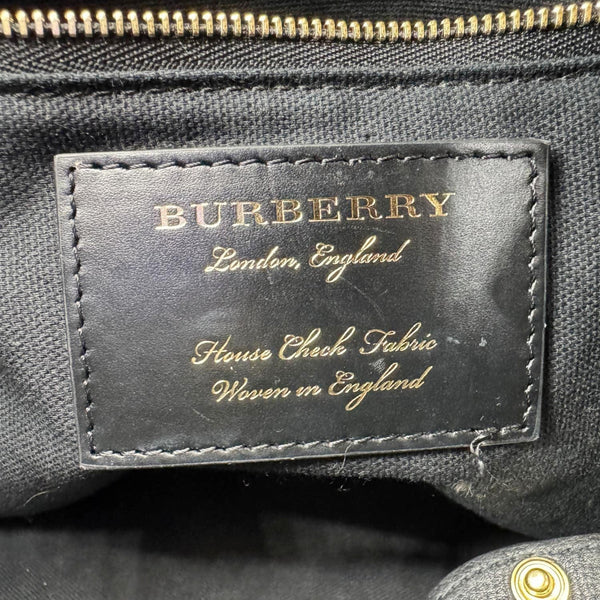 BURBERRY
London, England
House Check Fabric
Woven in England